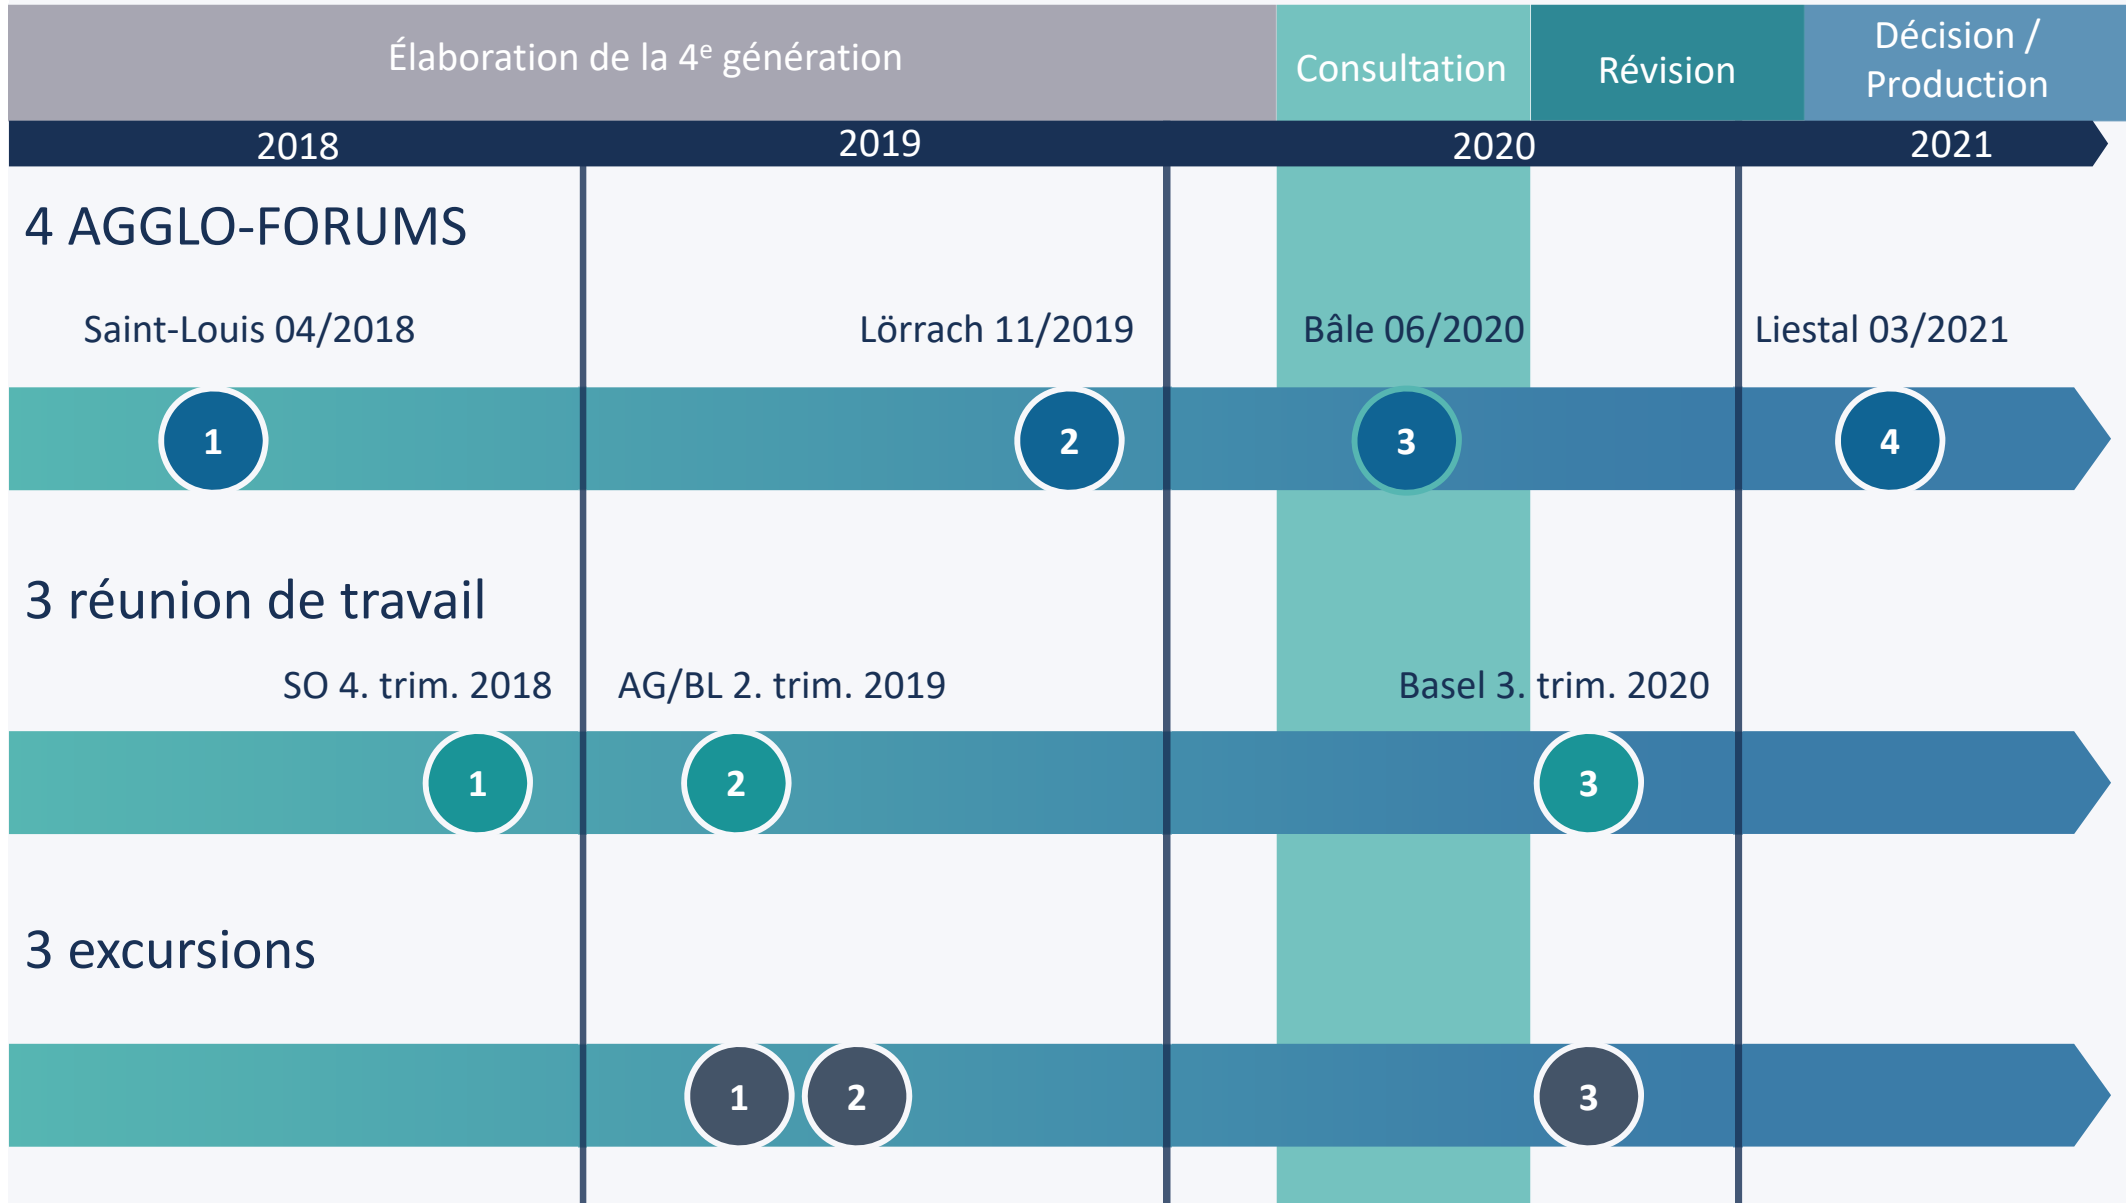 Élaboration de la 4e génération
Consultation
Révision
Décision /
Production
2018
2019
2020
2021
4 AGGLO-FORUMS
Saint-Louis 04/2018
Lörrach 11/2019
Bâle 06/2020
Liestal 03/2021
1
2
3
4
3 réunion de travail
SO 4. trim. 2018
AG/BL 2. trim. 2019
Basel 3. trim. 2020
1
2
3
3 excursions
1
2
3